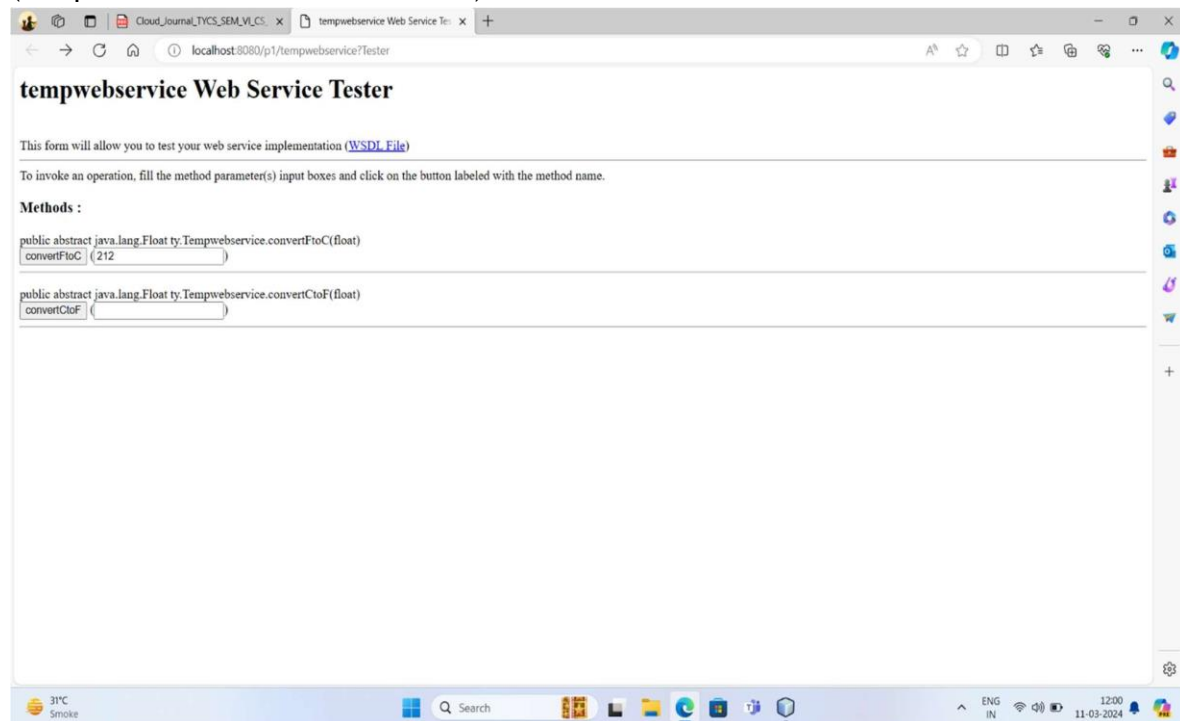 Cloud_Journal_TYCS_SEM_VI_CS_
tempwebservice Web Service Tes
localhost:8080/p1/tempwebservice?Tester
tempwebservice Web Service Tester
This form will allow you to test your web service implementation (WSDL File)
To invoke an operation, fill the method parameter(s) input boxes and click on the button labeled with the method name.
Methods :
public abstract java.lang.Float ty.Tempwebservice.convertFtoC(float)
convertFtoC (212)
public abstract java.lang.Float ty.Tempwebservice.convertCtoF(float)
convertCtoF ( )
31°C
Smoke
Search
ENG
IN
12:00
11-03-2024